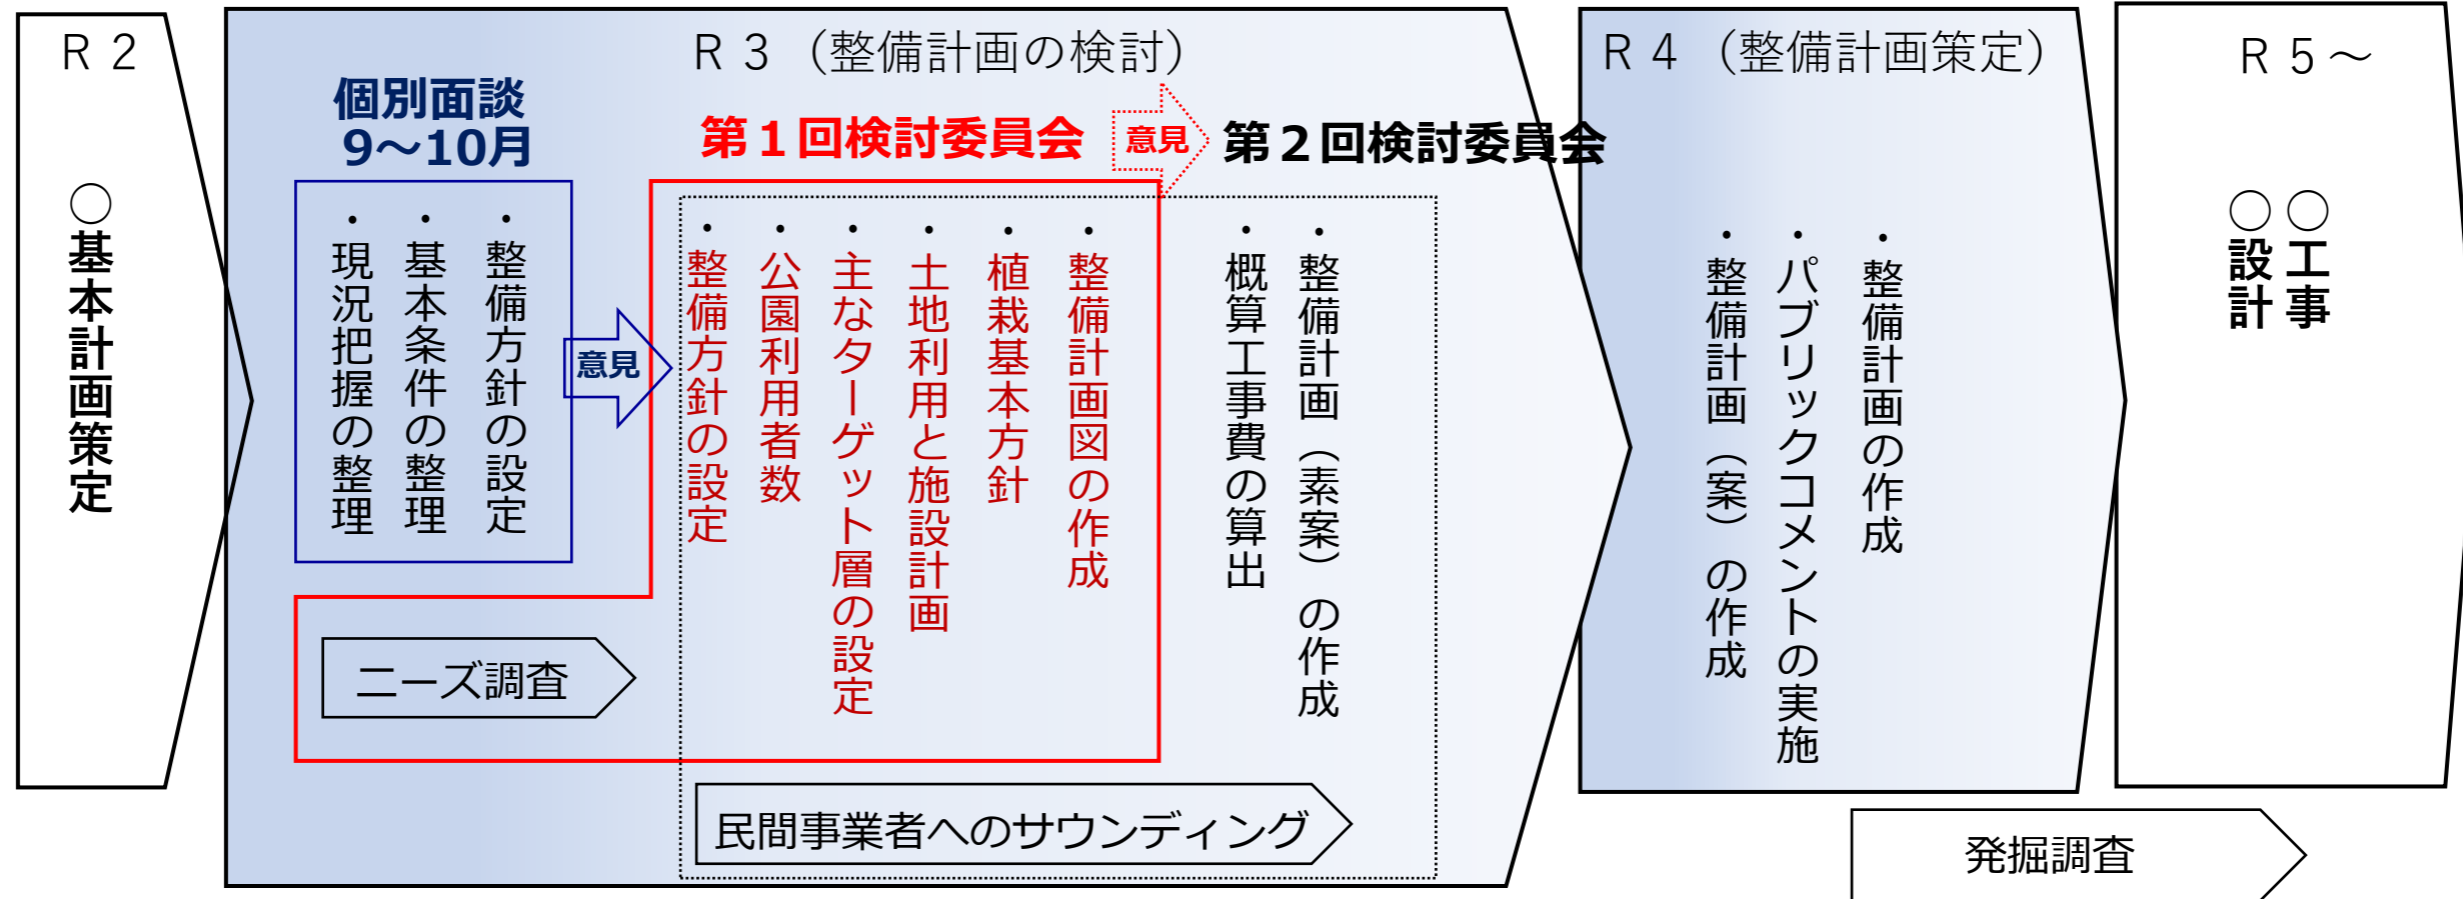 R 2
○基本計画策定
R 3 (整備計画の検討)
個別面談
9~10月
・現況把握の整理
・基本条件の整理
・整備方針の設定
意見
ニーズ調査
第1回検討委員会
・整備方針の設定
・公園利用者数
・主なターゲット層の設定
・土地利用と施設計画
・植栽基本方針
・整備計画図の作成
意見
第2回検討委員会
・概算工事費の算出
・整備計画(素案)の作成
民間事業者へのサウンディング
R 4 (整備計画策定)
・整備計画(案)の作成
・パブリックコメントの実施
・整備計画の作成
R 5~
○設計
○工事
発掘調査